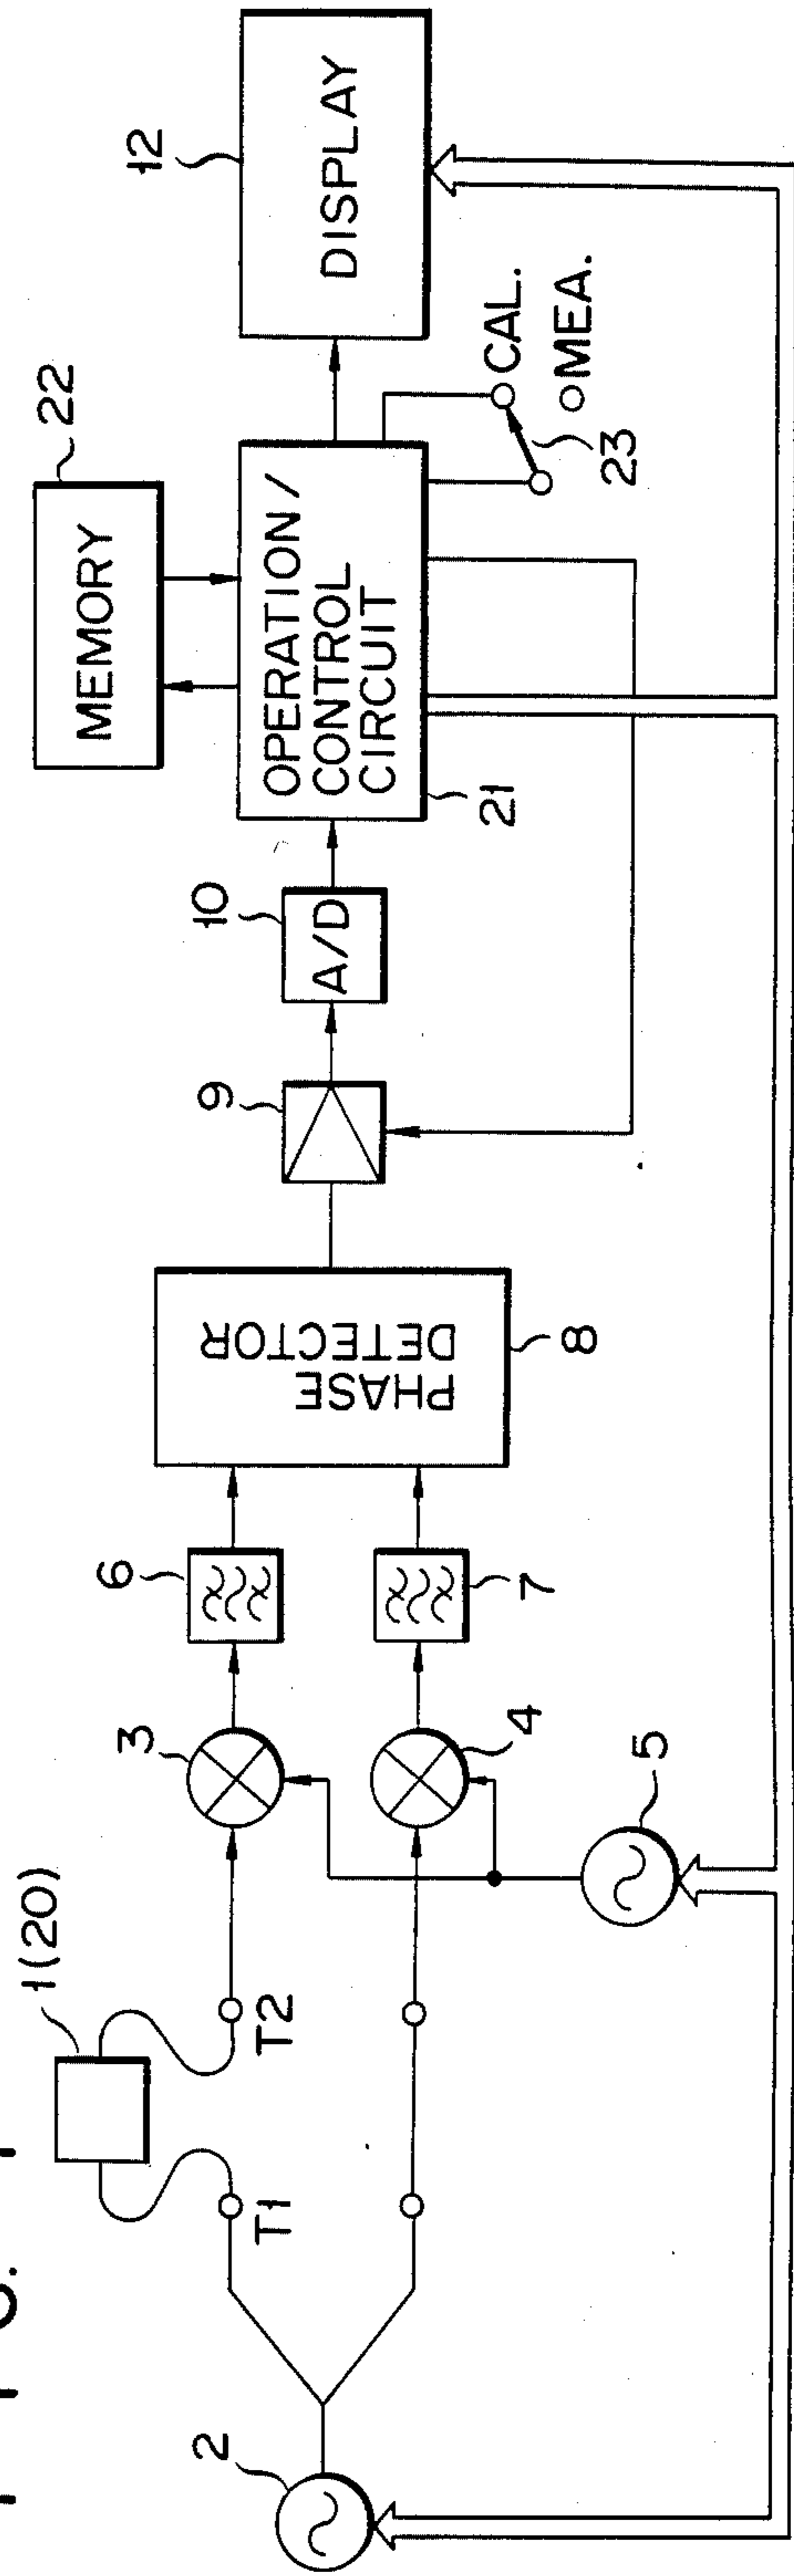 1(20)
T1
T2
2
3
4
5
6
7
PHASE
DETECTOR
8
9
10
A/D
MEMORY
22
OPERATION /
CONTROL
CIRCUIT
21
23
CAL.
MEA.
DISPLAY
12